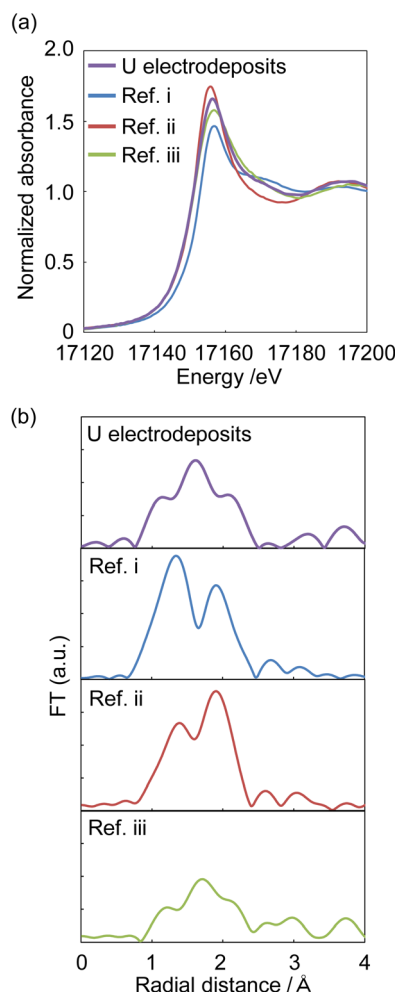 (a)
2.0
1.5
1.0
0.5
0
Normalized absorbance
U electrodeposits
Ref. i
Ref. ii
Ref. iii
17120 17140 17160 17180 17200
Energy /eV
(b)
U electrodeposits
Ref. i
Ref. ii
Ref. iii
FT (a.u.)
0 1 2 3 4
Radial distance / Å